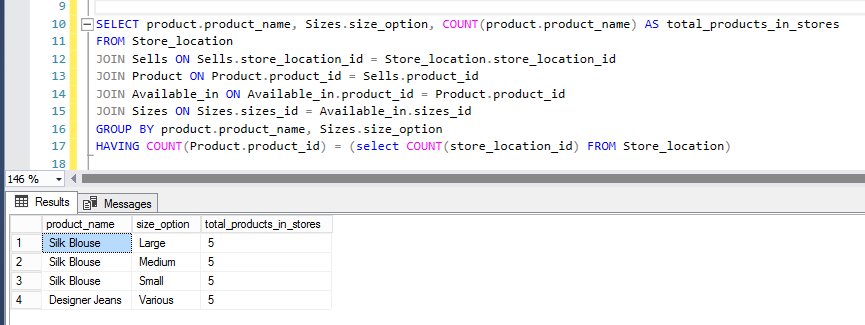 9
10 SELECT product.product_name, Sizes.size_option, COUNT(product.product_name) AS total_products_in_stores
11 FROM Store_location
12 JOIN Sells ON Sells.store_location_id = Store_location.store_location_id
13 JOIN Product ON Product.product_id = Sells.product_id
14 JOIN Available_in ON Available_in.product_id = Product.product_id
15 JOIN Sizes ON Sizes.sizes_id = Available_in.sizes_id
16 GROUP BY product.product_name, Sizes.size_option
17 HAVING COUNT(Product.product_id) = (select COUNT(store_location_id) FROM Store_location)
18
146 %
Results Messages
product_name size_option total_products_in_stores
1 Silk Blouse Large 5
2 Silk Blouse Medium 5
3 Silk Blouse Small 5
4 Designer Jeans Various 5